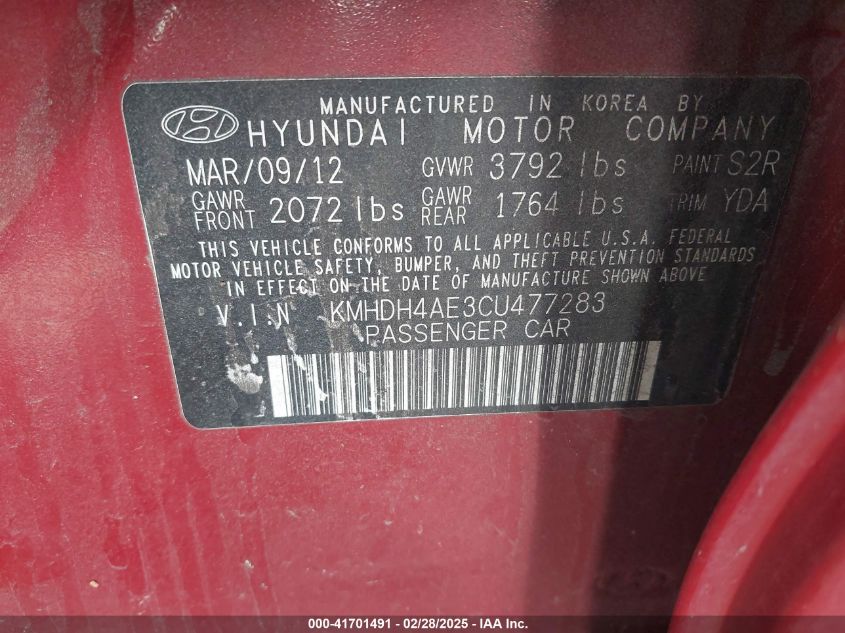 MANUFACTURED IN KOREA BY
HYUNDAI MOTOR COMPANY
MAR/09/12 GVWR 3792 lbs PAINT S2R
GAWR FRONT 2072 lbs GAWR REAR 1764 lbs TRIM YDA
THIS VEHICLE CONFORMS TO ALL APPLICABLE U.S.A. FEDERAL
MOTOR VEHICLE SAFETY, BUMPER, AND THEFT PREVENTION STANDARDS
IN EFFECT ON THE DATE OF MANUFACTURE SHOWN ABOVE
V.I.N KMHDH4AE3CU477283
PASSENGER CAR
000-41701491 - 02/28/2025 - IAA Inc.